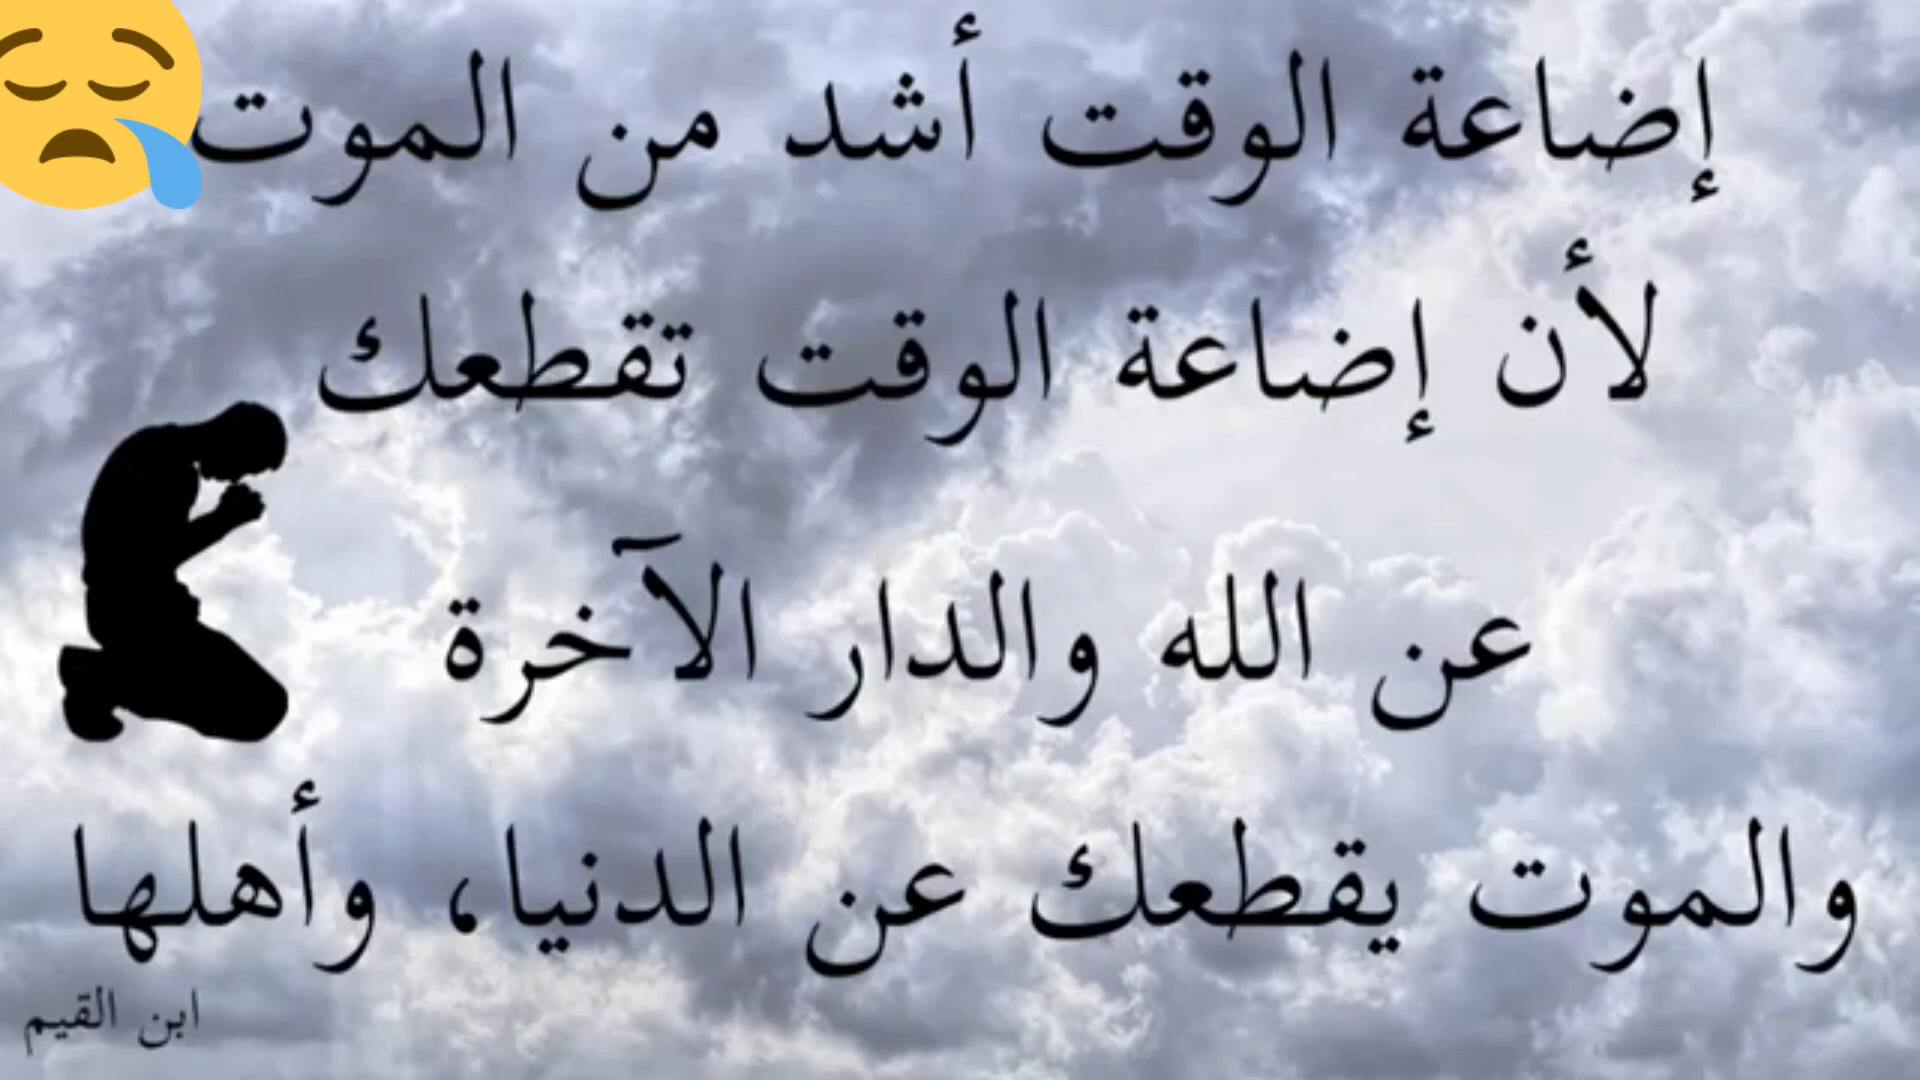 إضاعة الوقت أشد من الموت
لأن إضاعة الوقت تقطعك
عن الله والدار الآخرة
والموت يقطعك عن الدنيا، وأهلها
ابن القيم